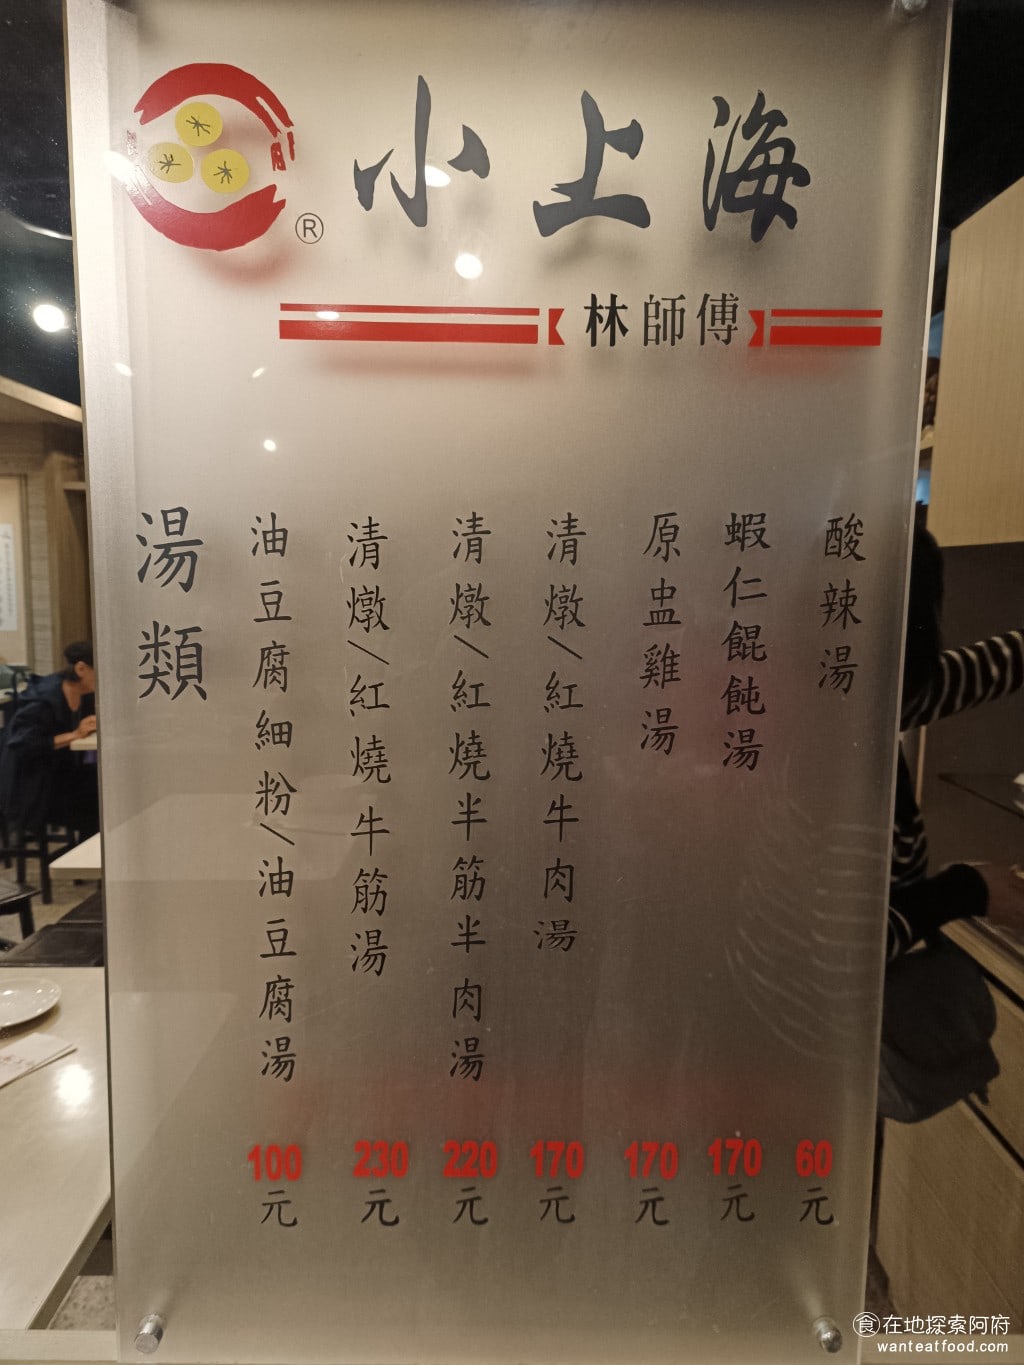 小上海
®
林師傅
湯類
油豆腐細粉/油豆腐湯
100元
清燉/紅燒牛筋湯
230元
清燉/紅燒半筋半肉湯
220元
清燉/紅燒牛肉湯
170元
原盅雞湯
170元
蝦仁餛飩湯
170元
酸辣湯
60元
食在地探索阿府
wanteatfood.com